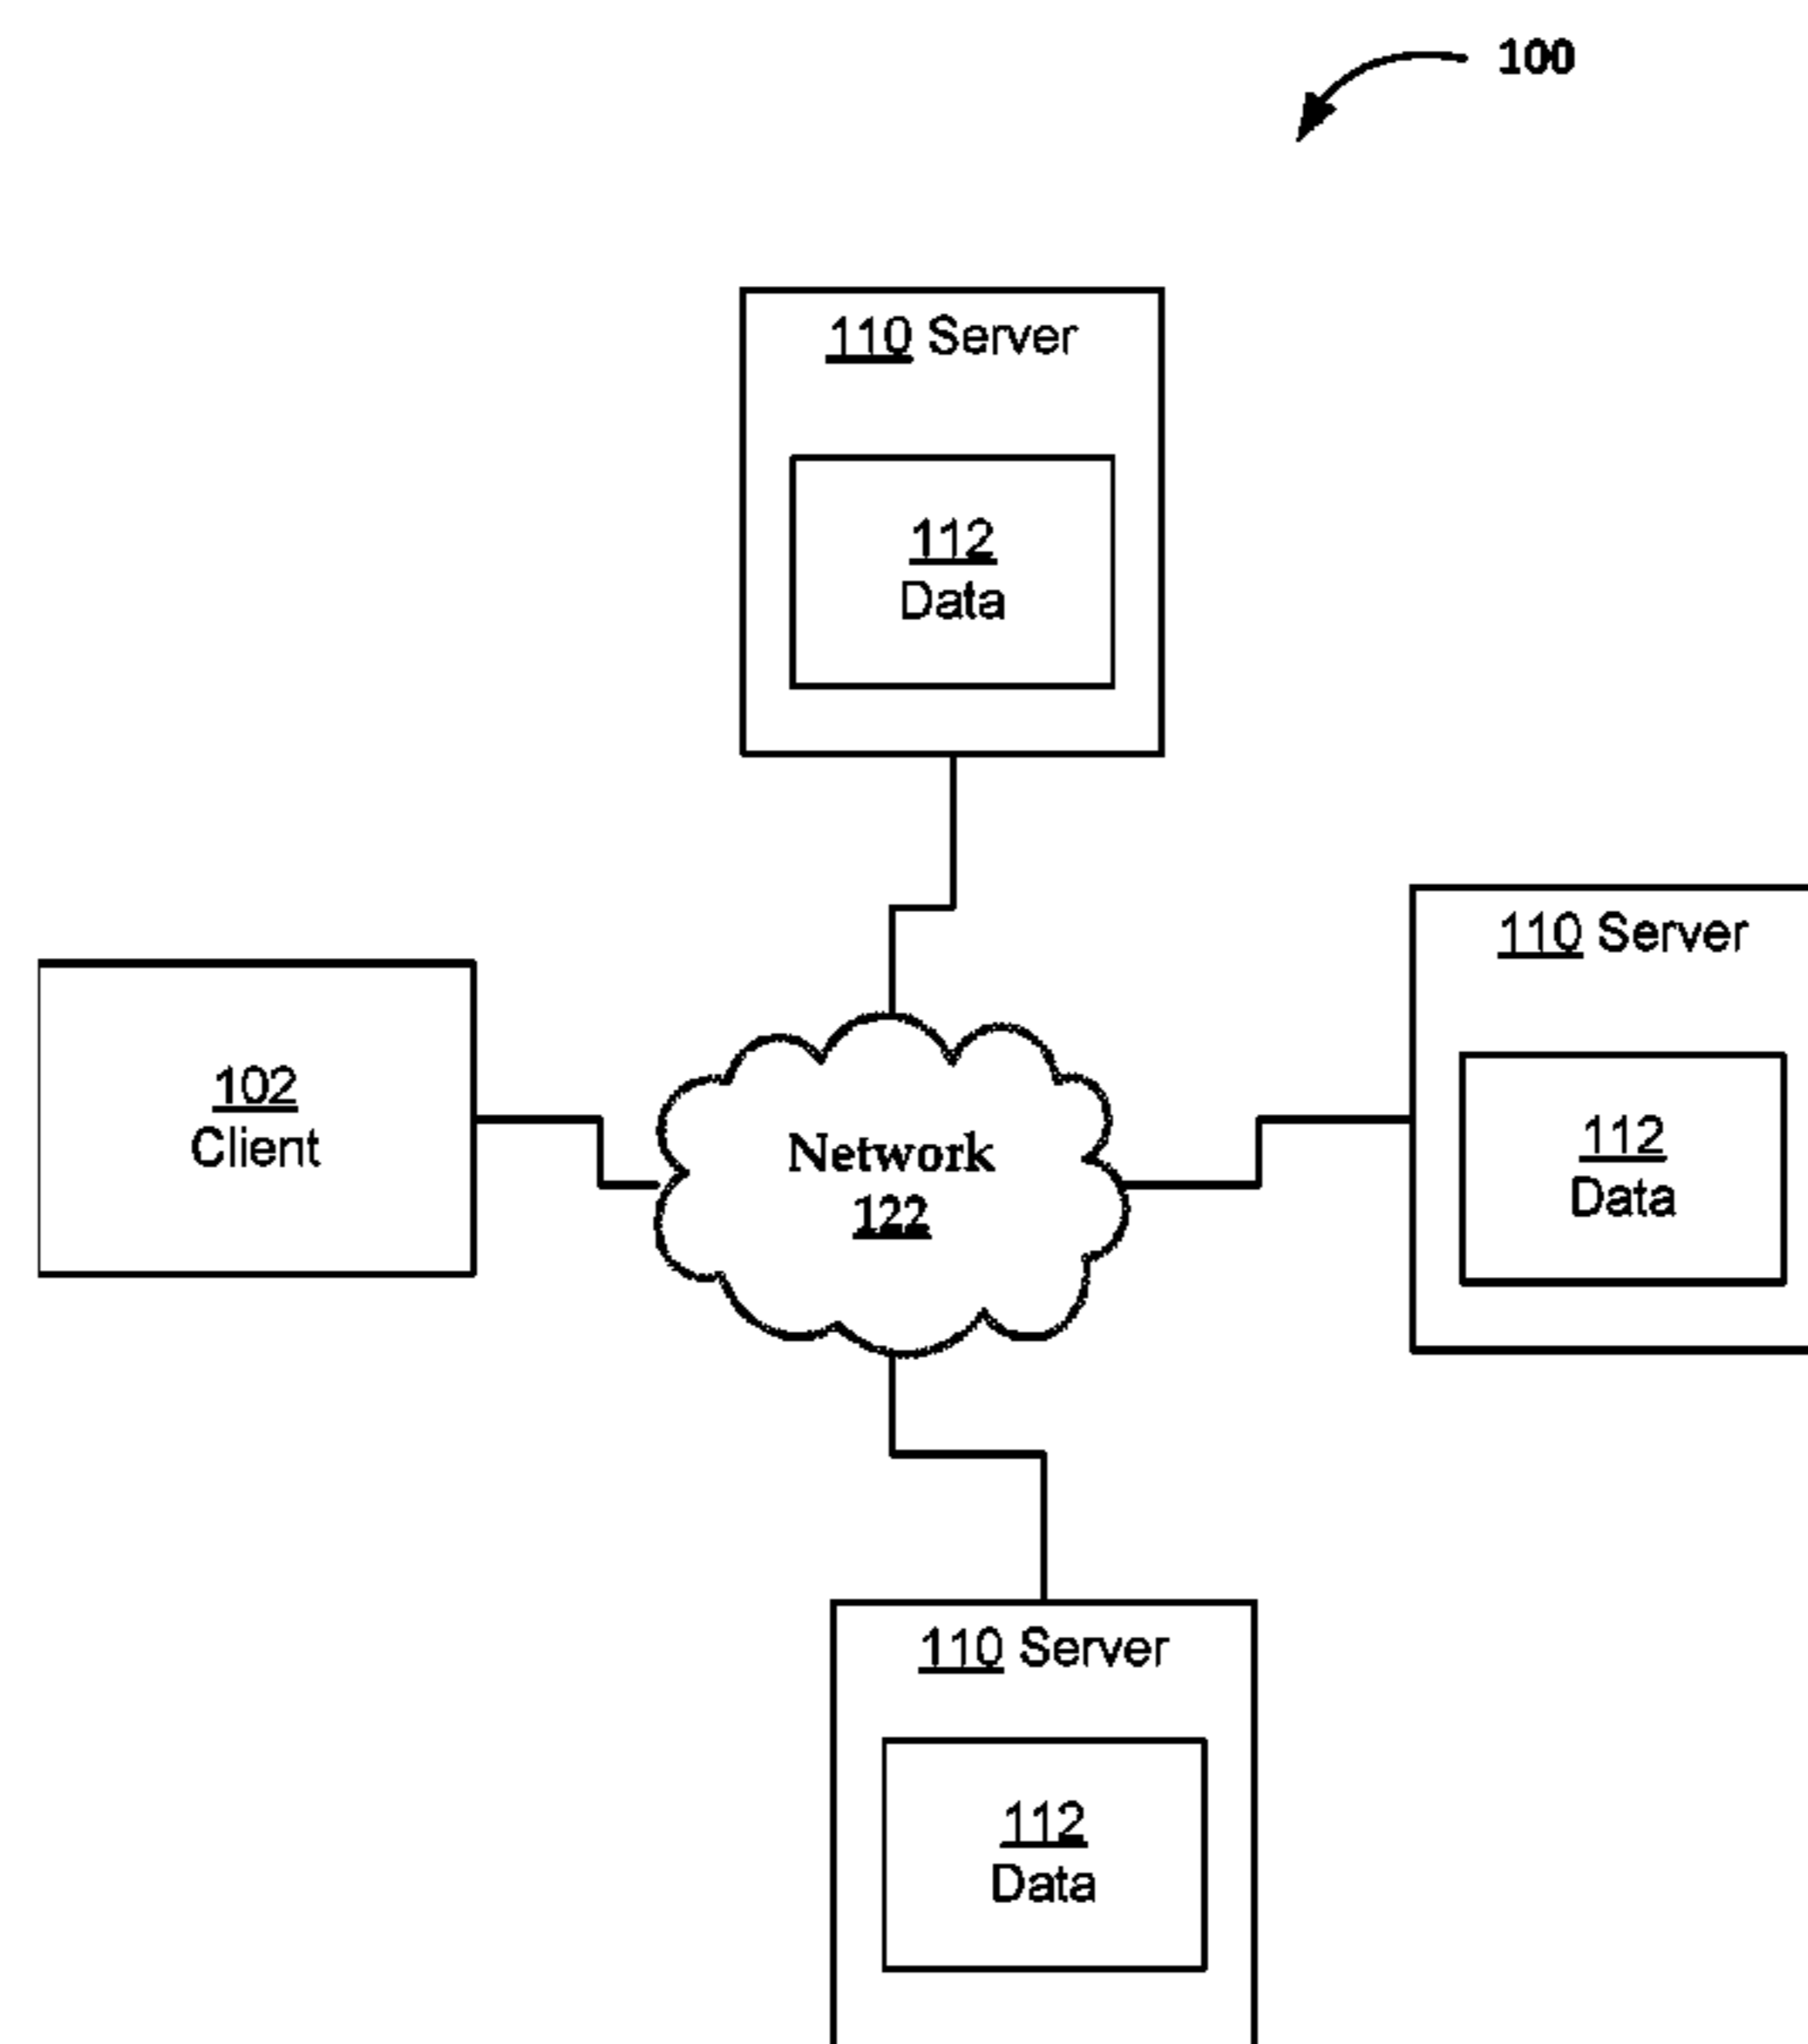 100
110 Server
112
Data
110 Server
112
Data
102
Client
Network
122
110 Server
112
Data